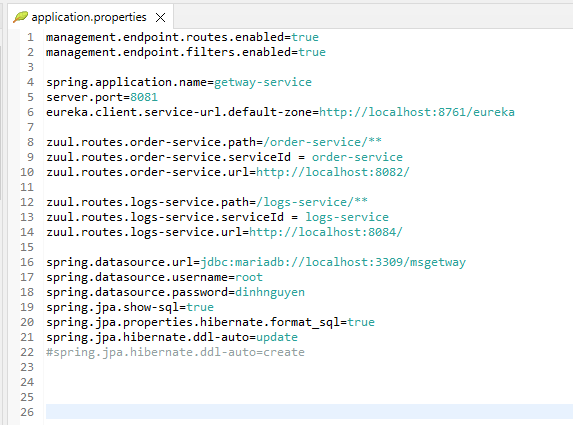 application.properties
1 management.endpoint.routes.enabled=true
2 management.endpoint.filters.enabled=true
3
4 spring.application.name=getway-service
5 server.port=8081
6 eureka.client.service-url.default-zone=http://localhost:8761/eureka
7
8 zuul.routes.order-service.path=/order-service/**
9 zuul.routes.order-service.serviceId = order-service
10 zuul.routes.order-service.url=http://localhost:8082/
11
12 zuul.routes.logs-service.path=/logs-service/**
13 zuul.routes.logs-service.serviceId = logs-service
14 zuul.routes.logs-service.url=http://localhost:8084/
15
16 spring.datasource.url=jdbc:mariadb://localhost:3309/msgetway
17 spring.datasource.username=root
18 spring.datasource.password=dinhnguyen
19 spring.jpa.show-sql=true
20 spring.jpa.properties.hibernate.format_sql=true
21 spring.jpa.hibernate.ddl-auto=update
22 #spring.jpa.hibernate.ddl-auto=create
23
24
25
26